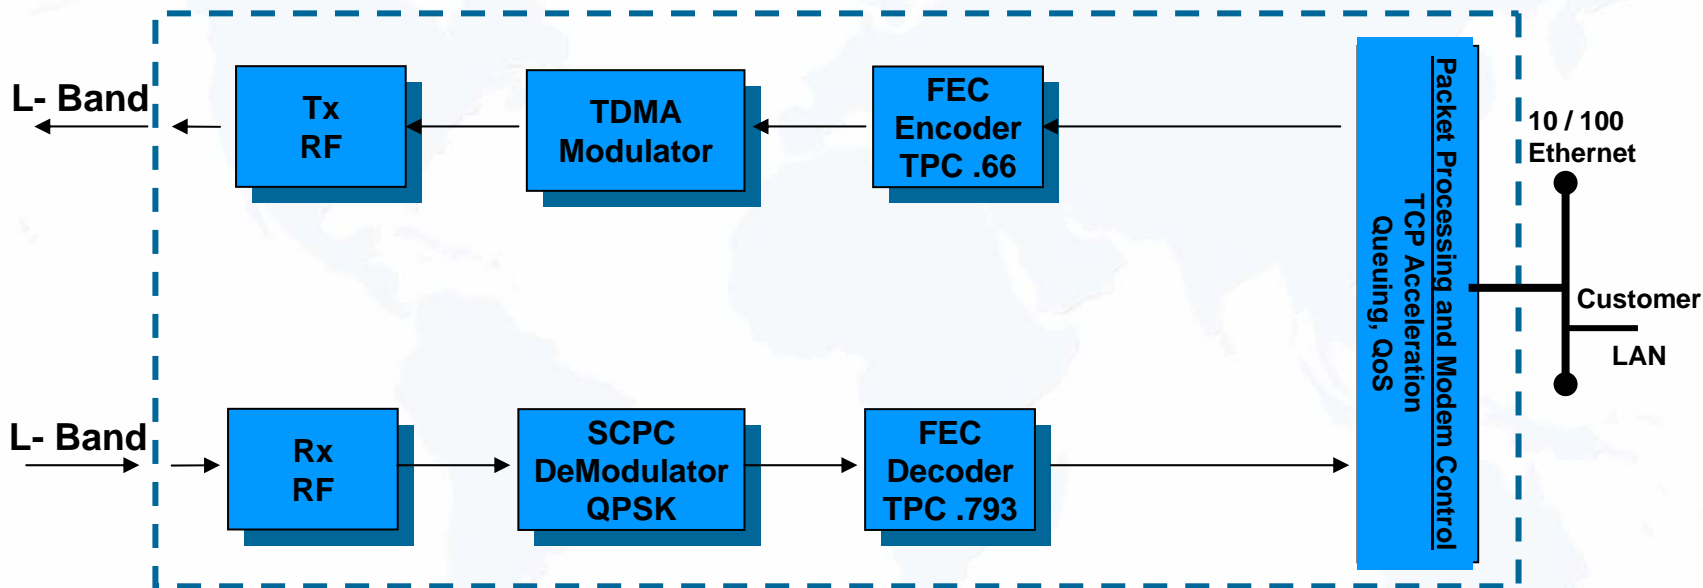 L- Band
Tx
RF
TDMA
Modulator
FEC
Encoder
TPC .66
Packet Processing and Modem Control
TCP Acceleration
Queuing, QoS
10 / 100
Ethernet
Customer
LAN
L- Band
Rx
RF
SCPC
DeModulator
QPSK
FEC
Decoder
TPC .793